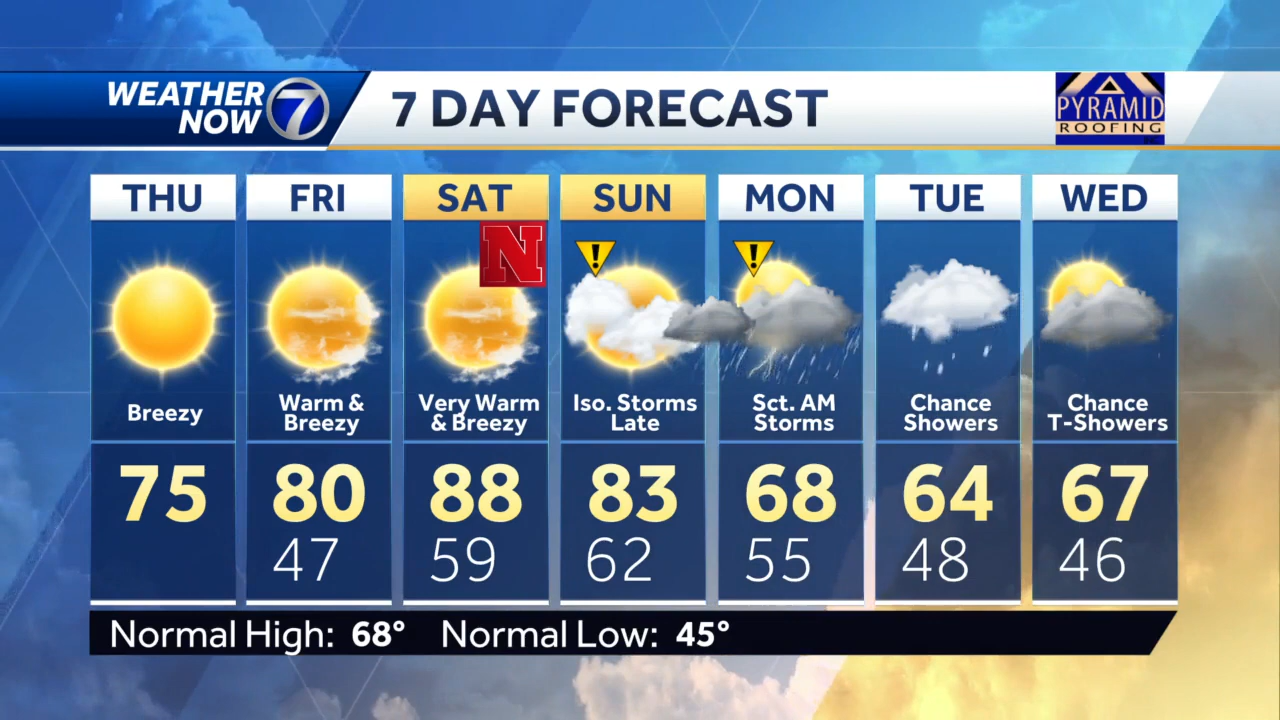 WEATHER
NOW 7
7 DAY FORECAST
PYRAMID
ROOFING
THU
FRI
SAT
SUN
MON
TUE
WED
N
!
!
Breezy
Warm &
Breezy
Very Warm
& Breezy
Iso. Storms
Late
Sct. AM
Storms
Chance
Showers
Chance
T-Showers
75
80
88
83
68
64
67
47
59
62
55
48
46
Normal High: 68° Normal Low: 45°